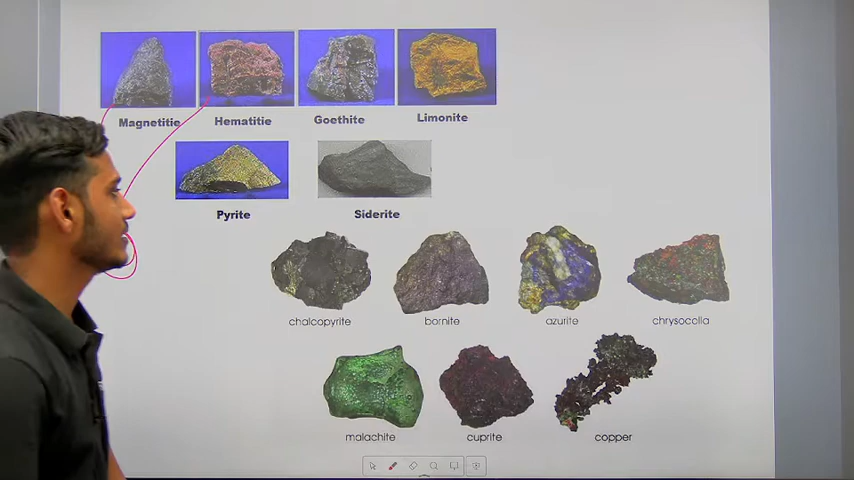 Magnetitie Hematitie Goethite Limonite
Pyrite Siderite
chalcopyrite bornite azurite chrysocolla
malachite cuprite copper